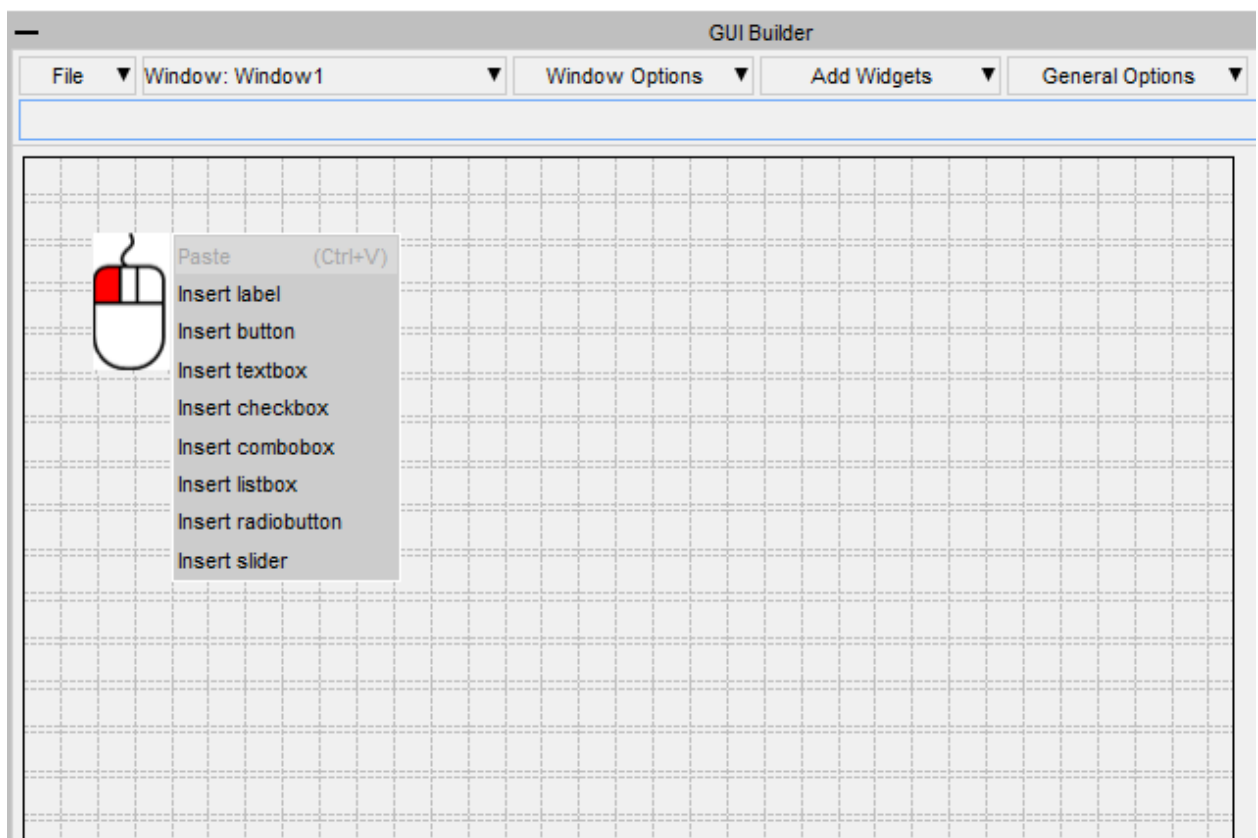 GUI Builder
File ▼ Window: Window1 ▼ Window Options ▼ Add Widgets ▼ General Options ▼
Paste (Ctrl+V)
Insert label
Insert button
Insert textbox
Insert checkbox
Insert combobox
Insert listbox
Insert radiobutton
Insert slider